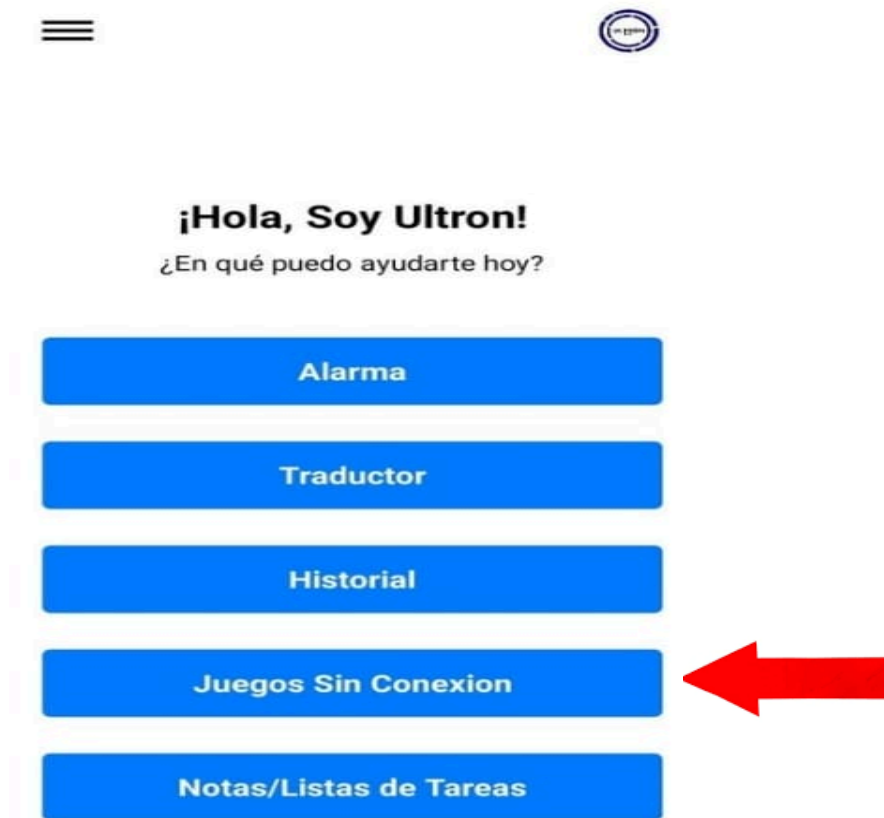 ¡Hola, Soy Ultron!
¿En qué puedo ayudarte hoy?
Alarma
Traductor
Historial
Juegos Sin Conexion
Notas/Listas de Tareas